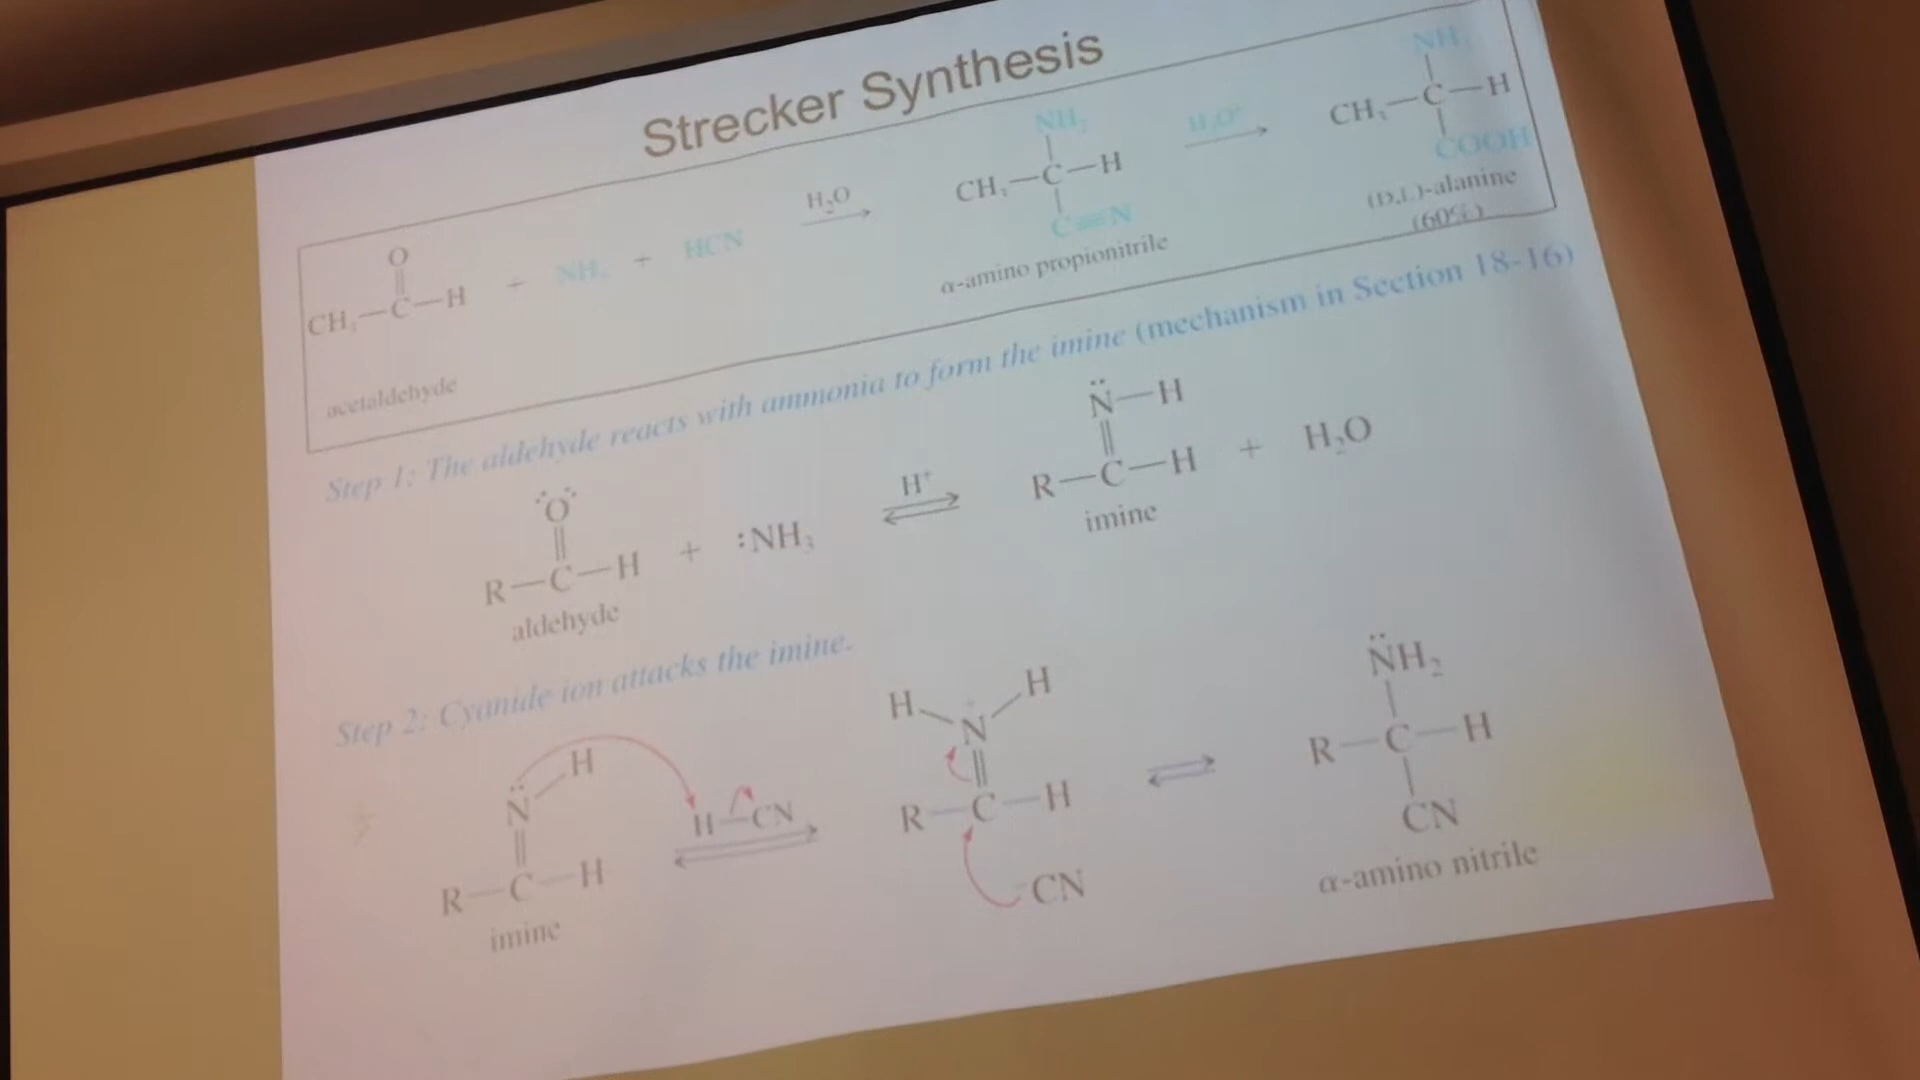 Strecker Synthesis
O
CH₃—C—H + NH₃ + HCN
H₂O
NH₂
CH₃—C—H
C≡N
H₃O⁺
NH₂
CH₃—C—H
COOH
acetaldehyde
α-amino propionitrile
(D,L)-alanine
(60%)
Step 1: The aldehyde reacts with ammonia to form the imine (mechanism in Section 18-16)
O
R—C—H + :NH₃
H⁺
N—H
R—C—H + H₂O
aldehyde
imine
Step 2: Cyanide ion attacks the imine.
H
N
R—C—H
imine
H—CN
H H
N
R—C—H
⁻CN
NH₂
R—C—H
CN
α-amino nitrile